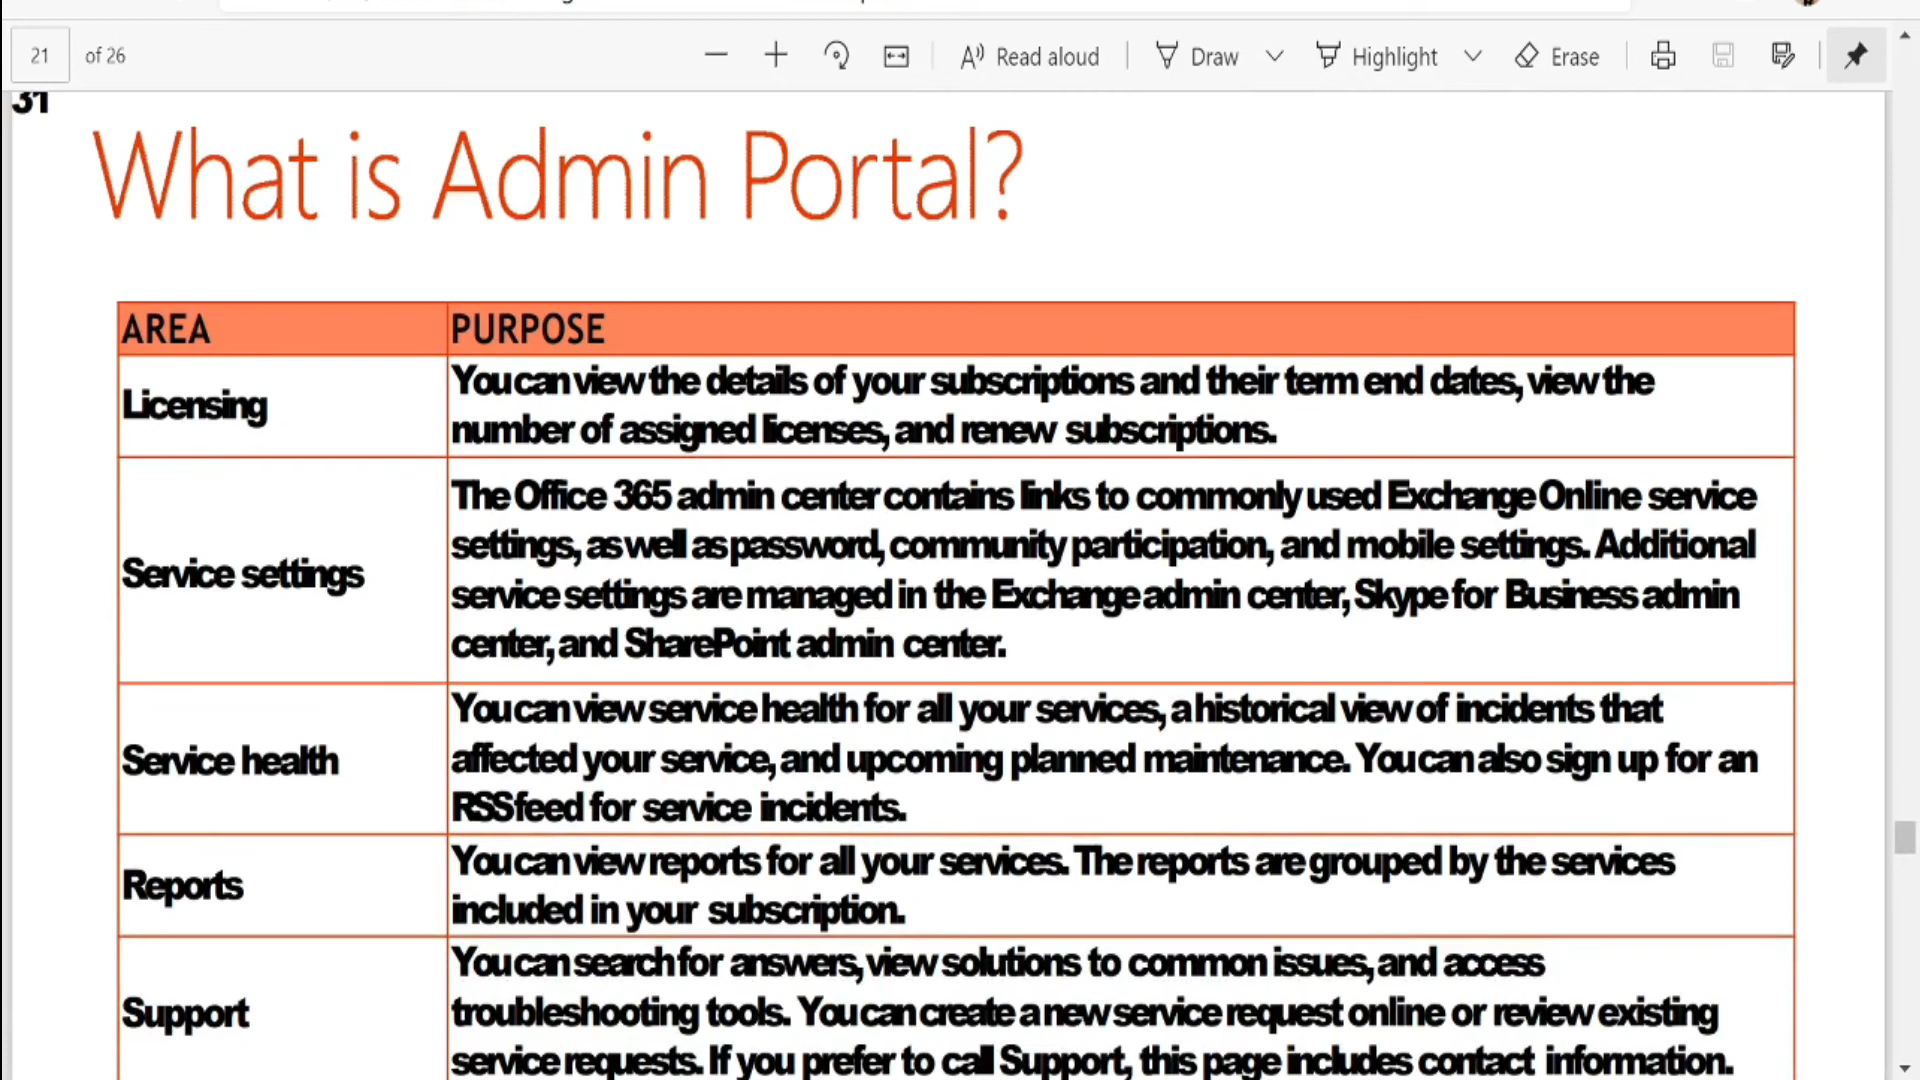 21 of 26 Read aloud Draw Highlight Erase
31
What is Admin Portal?
AREA PURPOSE
Licensing
You can view the details of your subscriptions and their term end dates, view the
number of assigned licenses, and renew subscriptions.
Service settings
The Office 365 admin center contains links to commonly used Exchange Online service
settings, as well as password, community participation, and mobile settings. Additional
service settings are managed in the Exchange admin center, Skype for Business admin
center, and SharePoint admin center.
Service health
You can view service health for all your services, a historical view of incidents that
affected your service, and upcoming planned maintenance. You can also sign up for an
RSS feed for service incidents.
Reports
You can view reports for all your services. The reports are grouped by the services
included in your subscription.
Support
You can search for answers, view solutions to common issues, and access
troubleshooting tools. You can create a new service request online or review existing
service requests. If you prefer to call Support, this page includes contact information.